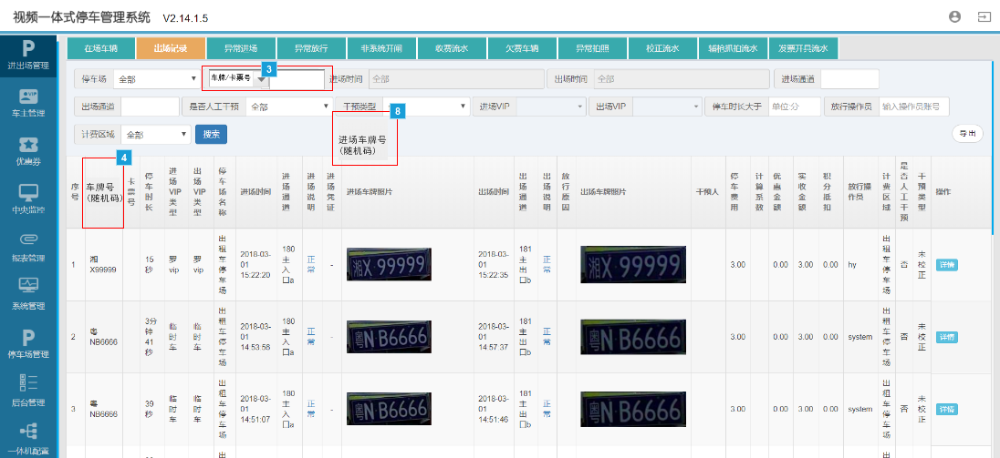 视频一体式停车管理系统 V2.14.1.5
P
进出场管理
VIP
车主管理
优惠券
中央监控
报表管理
系统管理
P
停车场管理
后台管理
一体机配置
在场车辆 出场记录 异常进场 异常放行 非系统开闸 收费流水 欠费车辆 异常拍照 校正流水 辅抢抓拍流水 发票开具流水
停车场 全部 车牌/卡票号 3 进场时间 全部 出场时间 全部 进场通道
出场通道 是否人工干预 全部 干预类型 8 进场VIP 出场VIP 停车时长大于 单位:分 放行操作员 输入操作员账号
计费区域 全部 搜索 进场车牌号
(随机码) 导出
序号 车牌号
(随机码) 4 卡票号 停车时长 进场VIP类型 出场VIP类型 停车场名称 进场时间 进场通道 进场说明 进场凭证 进场车牌照片 出场时间 出场通道 出场说明 放行原因 出场车牌照片 干预人 停车费用 计算系数 优惠金额 实收金额 积分抵扣 放行操作员 计费区域 是否人工干预 干预类型 操作
1 湘X99999 15秒 罗vip 罗vip 出租车停车场 2018-03-01 15:22:20 180主入口a 正常 - 湘X·99999 2018-03-01 15:22:35 181主出口b 正常 湘X·99999 3.00 0.00 3.00 0.00 hy 出租车停车场 否 未校正 详情
2 粤NB6666 3分钟41秒 临时车 临时车 出租车停车场 2018-03-01 14:53:56 180主入口a 正常 - 粤N·B6666 2018-03-01 14:57:37 181主出口b 正常 粤N·B6666 3.00 0.00 3.00 0.00 system 出租车停车场 否 未校正 详情
3 粤NB6666 39秒 临时车 临时车 出租车停车场 2018-03-01 14:51:07 180主入口a 正常 - 粤N·B6666 2018-03-01 14:51:46 181主出口b 正常 粤N·B6666 3.00 0.00 3.00 0.00 system 出租车停车场 否 未校正 详情